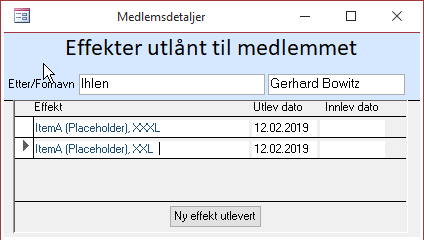 Medlemsdetaljer
Effekter utlånt til medlemmet
Etter/Fornavn Ihlen Gerhard Bowitz
Effekt Utlev dato Innlev dato
ItemA (Placeholder), XXXL 12.02.2019
ItemA (Placeholder), XXL 12.02.2019
Ny effekt utlevert